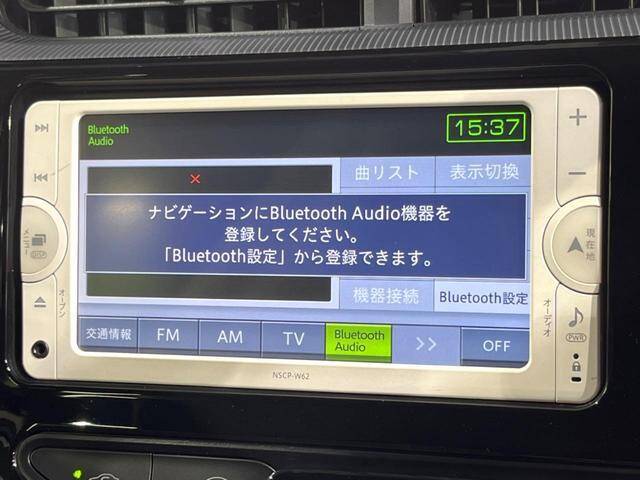 Bluetooth
Audio
15:37
曲リスト
表示切換
ナビゲーションにBluetooth Audio機器を
登録してください。
「Bluetooth設定」から登録できます。
機器接続
Bluetooth設定
交通情報
FM
AM
TV
Bluetooth
Audio
>>
OFF
メニュー
DISP
オープン
現在地
オーディオ
PWR
NSCP-W62